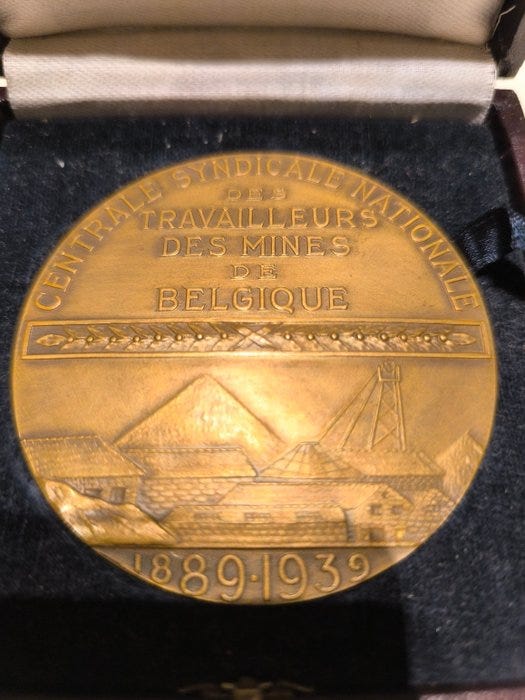 CENTRALE SYNDICALE NATIONALE
DES
TRAVAILLEURS
DES MINES
DE
BELGIQUE
1889·1939